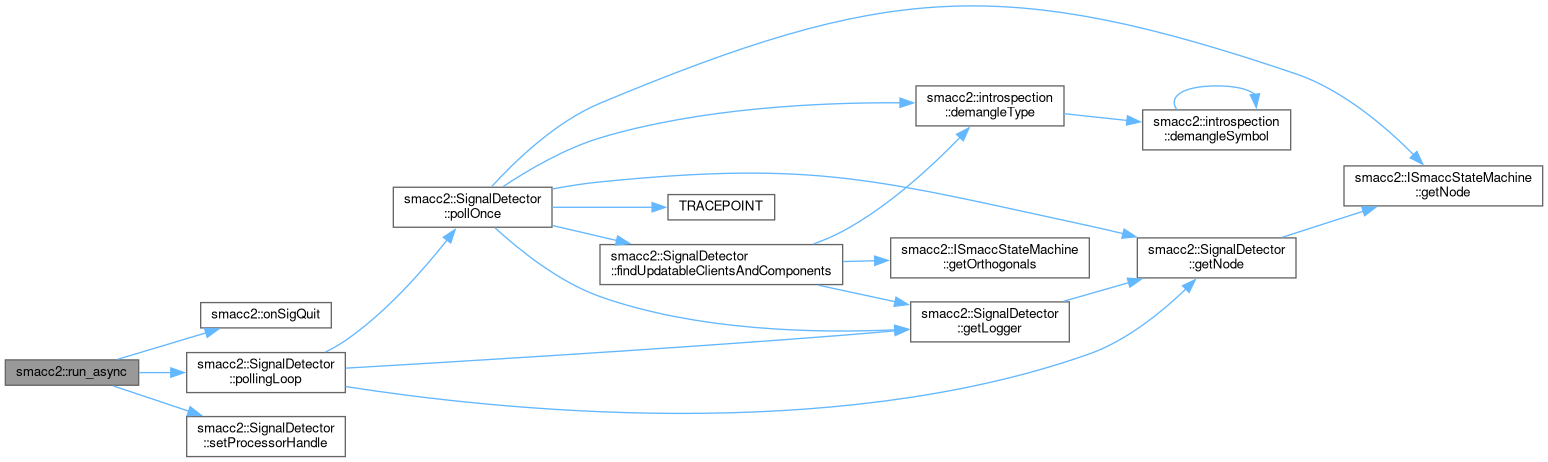 smacc2::run_async
smacc2::onSigQuit
smacc2::SignalDetector
::pollingLoop
smacc2::SignalDetector
::setProcessorHandle
smacc2::SignalDetector
::pollOnce
TRACEPOINT
smacc2::SignalDetector
::findUpdatableClientsAndComponents
smacc2::introspection
::demangleType
smacc2::ISmaccStateMachine
::getOrthogonals
smacc2::SignalDetector
::getLogger
smacc2::introspection
::demangleSymbol
smacc2::SignalDetector
::getNode
smacc2::ISmaccStateMachine
::getNode